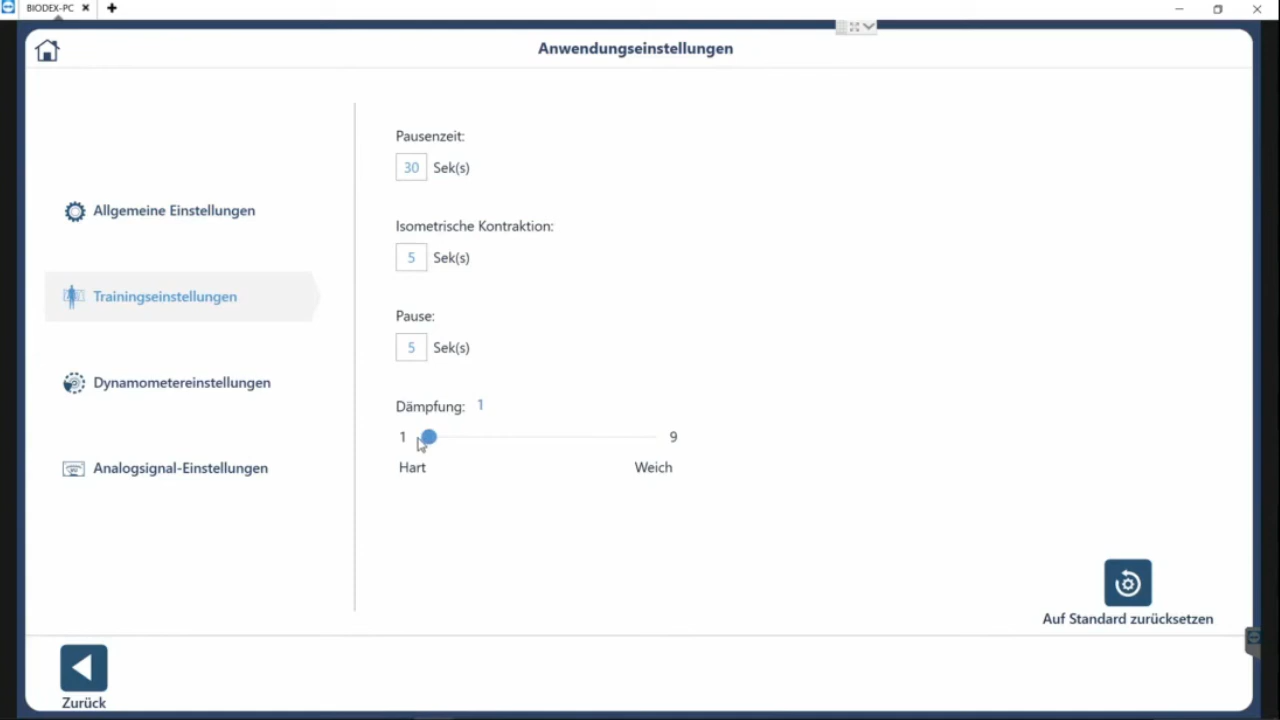 BIODEX-PC
Anwendungseinstellungen
Allgemeine Einstellungen
Trainingseinstellungen
Dynamometereinstellungen
Analogsignal-Einstellungen
Pausenzeit:
30 Sek(s)
Isometrische Kontraktion:
5 Sek(s)
Pause:
5 Sek(s)
Dämpfung: 1
1 9
Hart Weich
Auf Standard zurücksetzen
Zurück